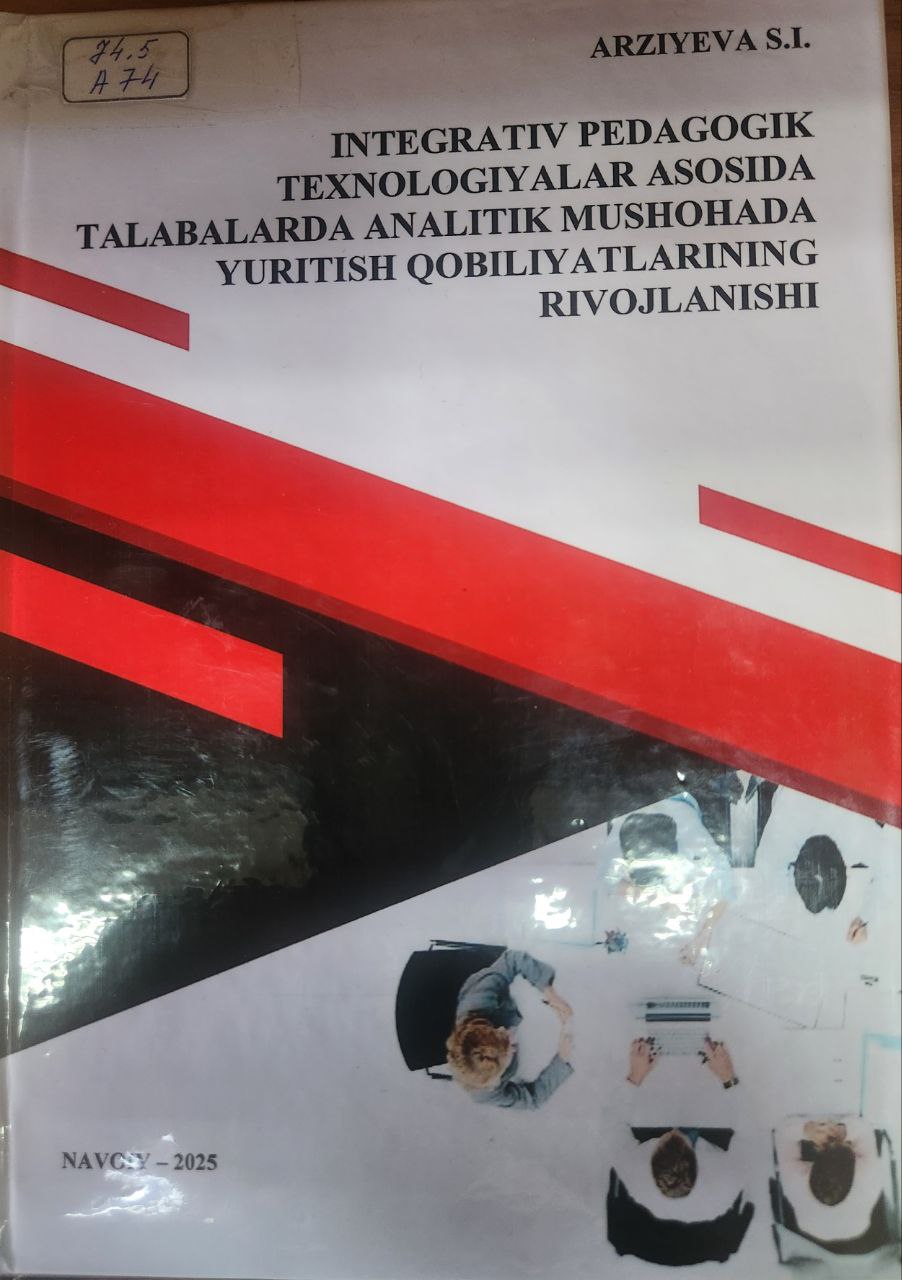 74.5
A 74
ARZIYEVA S.I.
INTEGRATIV PEDAGOGIK
TEXNOLOGIYALAR ASOSIDA
TALABALARDA ANALITIK MUSHOHADA
YURITISH QOBILIYATLARINING
RIVOJLANISHI
NAVOIY – 2025